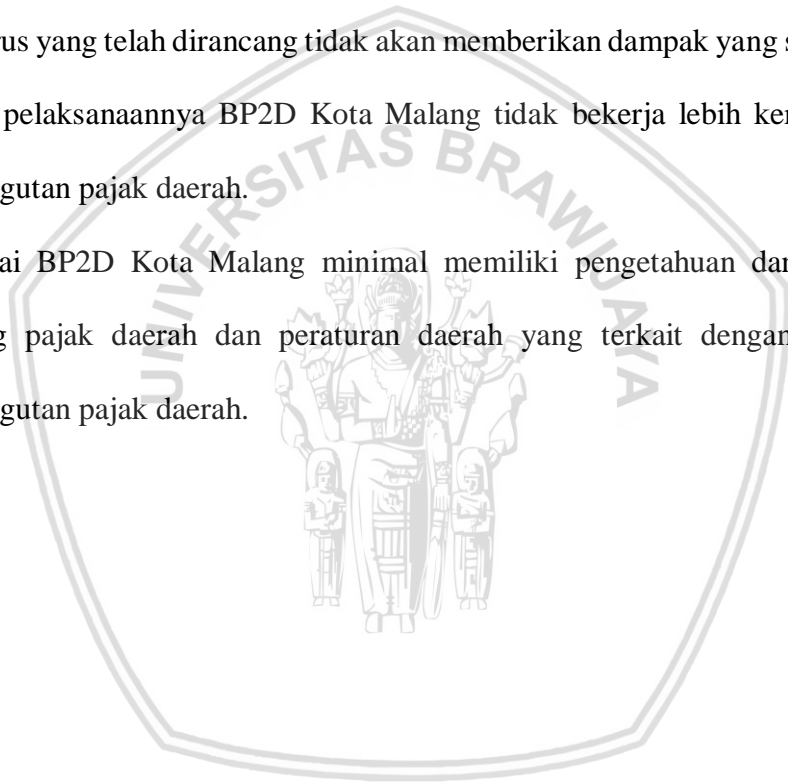 rus yang telah dirancang tidak akan memberikan dampak yang s
pelaksanaannya BP2D Kota Malang tidak bekerja lebih ker
gutan pajak daerah.
ai BP2D Kota Malang minimal memiliki pengetahuan dan
g pajak daerah dan peraturan daerah yang terkait dengan
gutan pajak daerah.
UNIVERSITAS BRAWIJAYA